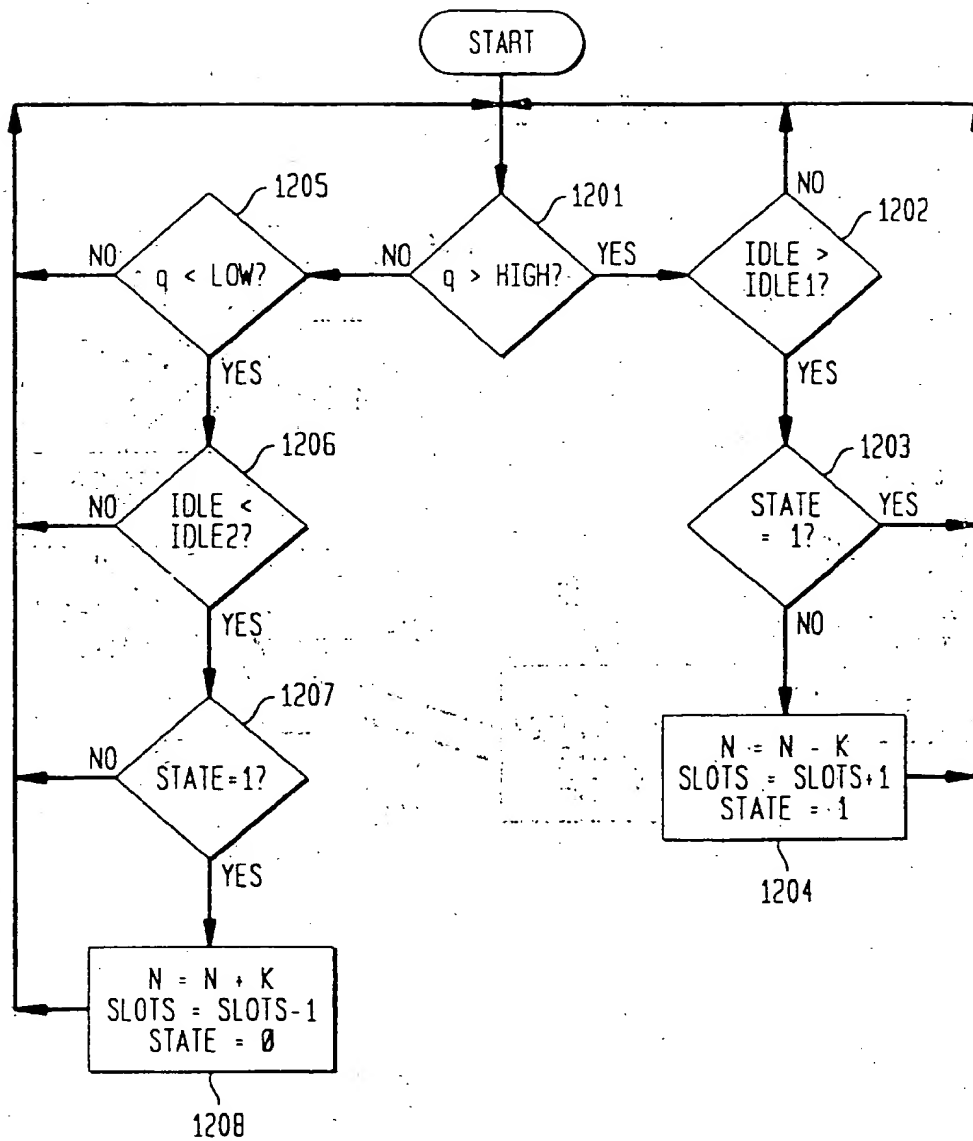 START
1205
NO
q < LOW?
YES
1201
NO
q > HIGH?
YES
1202
NO
IDLE >
IDLE1?
YES
1206
NO
IDLE <
IDLE2?
YES
1203
STATE
= 1?
YES
NO
1207
NO
STATE=1?
YES
N = N - K
SLOTS = SLOTS+1
STATE = 1
1204
N = N + K
SLOTS = SLOTS-1
STATE = Ø
1208